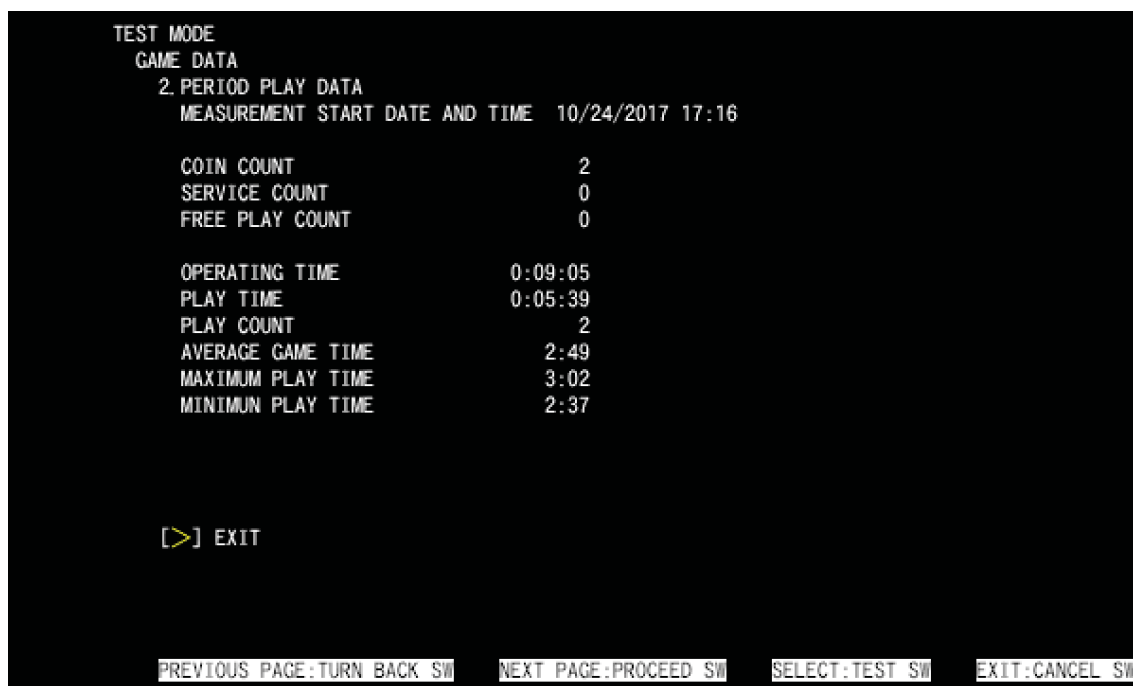 TEST MODE
GAME DATA
2. PERIOD PLAY DATA
MEASUREMENT START DATE AND TIME 10/24/2017 17:16
COIN COUNT 2
SERVICE COUNT 0
FREE PLAY COUNT 0
OPERATING TIME 0:09:05
PLAY TIME 0:05:39
PLAY COUNT 2
AVERAGE GAME TIME 2:49
MAXIMUM PLAY TIME 3:02
MINIMUN PLAY TIME 2:37
[>] EXIT
PREVIOUS PAGE:TURN BACK SW NEXT PAGE:PROCEED SW SELECT:TEST SW EXIT:CANCEL SW